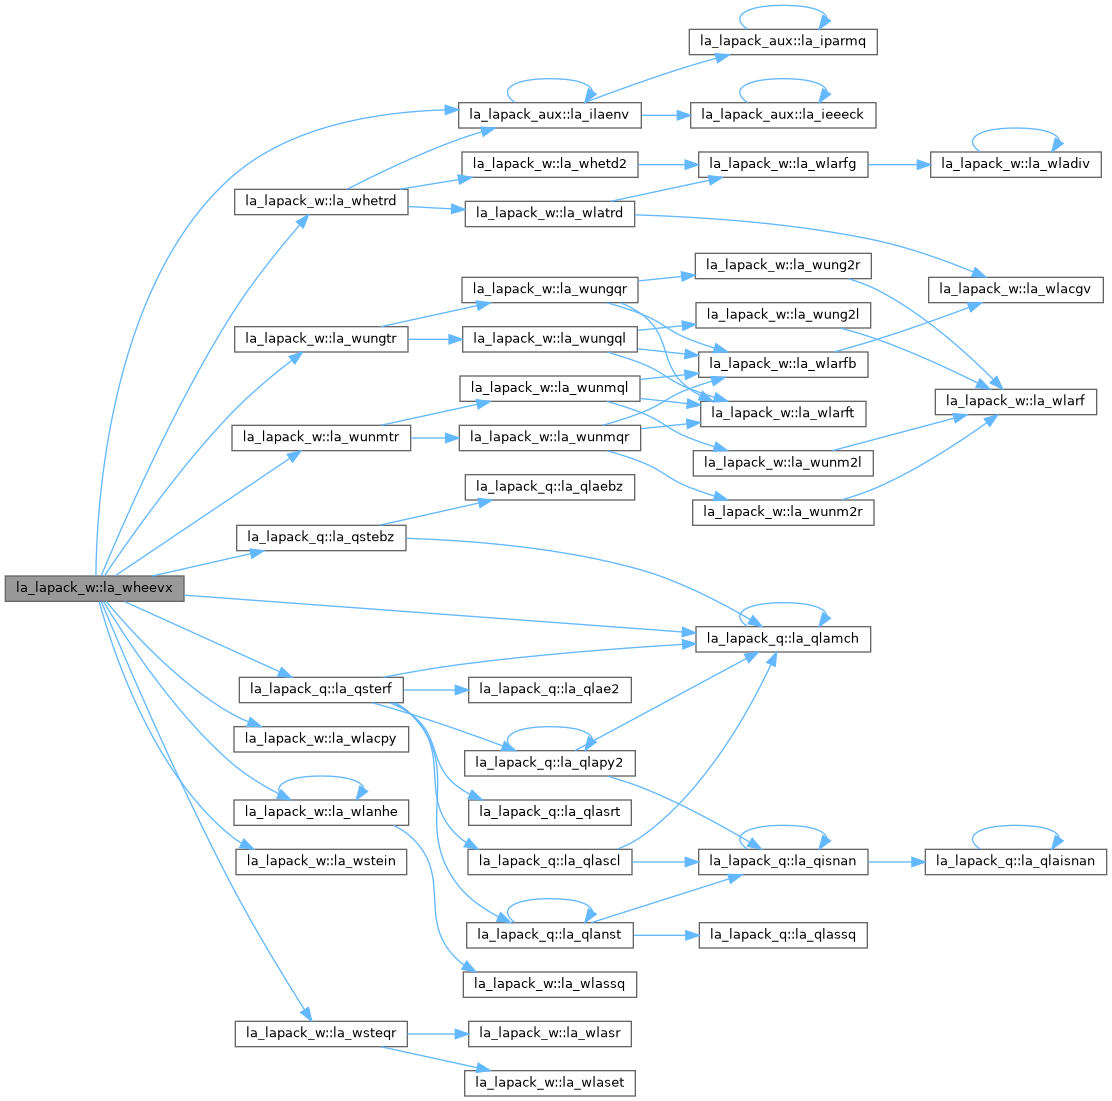 la_lapack_aux::la_iparmq
la_lapack_aux::la_ilaenv
la_lapack_aux::la_ieeeck
la_lapack_w::la_whetd2
la_lapack_w::la_wlarfg
la_lapack_w::la_wladiv
la_lapack_w::la_whetrd
la_lapack_w::la_wlatrd
la_lapack_w::la_wung2r
la_lapack_w::la_wungqr
la_lapack_w::la_wlacgv
la_lapack_w::la_wung2l
la_lapack_w::la_wungtr
la_lapack_w::la_wungql
la_lapack_w::la_wlarfb
la_lapack_w::la_wunmql
la_lapack_w::la_wlarf
la_lapack_w::la_wlarft
la_lapack_w::la_wunmtr
la_lapack_w::la_wunmqr
la_lapack_w::la_wunm2l
la_lapack_q::la_qlaebz
la_lapack_w::la_wunm2r
la_lapack_q::la_qstebz
la_lapack_w::la_wheevx
la_lapack_q::la_qlamch
la_lapack_q::la_qsterf
la_lapack_q::la_qlae2
la_lapack_w::la_wlacpy
la_lapack_q::la_qlapy2
la_lapack_w::la_wlanhe
la_lapack_q::la_qlasrt
la_lapack_w::la_wstein
la_lapack_q::la_qlascl
la_lapack_q::la_qisnan
la_lapack_q::la_qlaisnan
la_lapack_q::la_qlanst
la_lapack_q::la_qlassq
la_lapack_w::la_wlassq
la_lapack_w::la_wsteqr
la_lapack_w::la_wlasr
la_lapack_w::la_wlaset